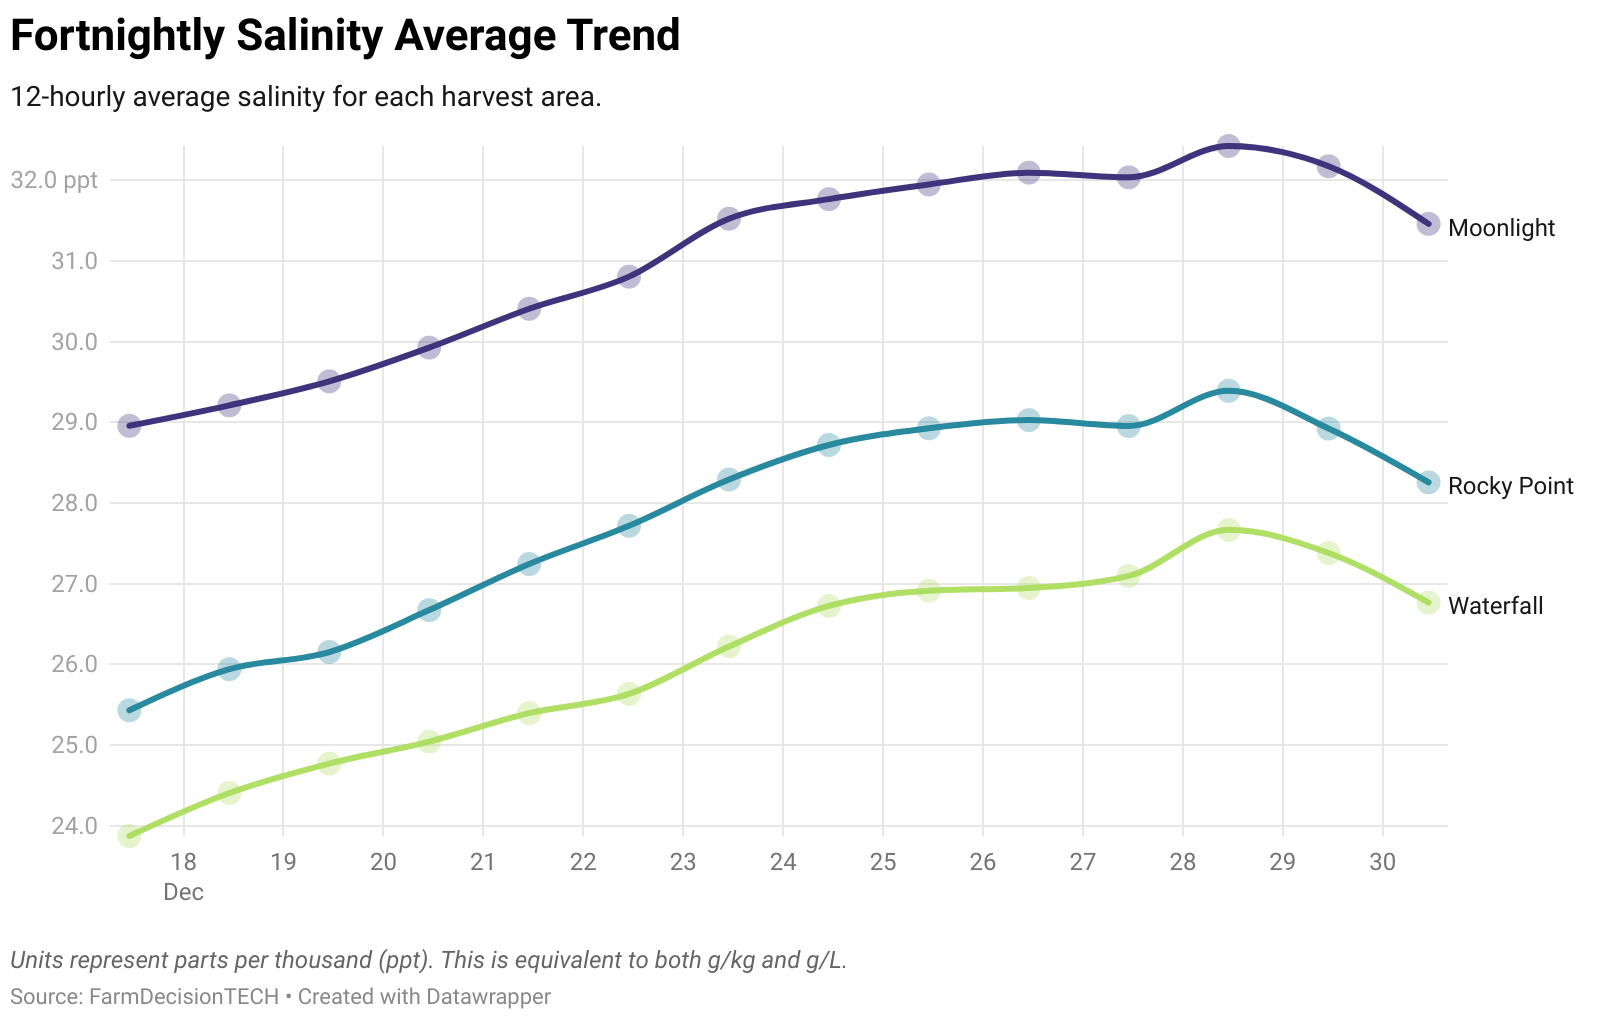 Fortnightly Salinity Average Trend
12-hourly average salinity for each harvest area.
32.0 ppt
31.0
30.0
29.0
28.0
27.0
26.0
25.0
24.0
Moonlight
Rocky Point
Waterfall
18 19 20 21 22 23 24 25 26 27 28 29 30
Dec
Units represent parts per thousand (ppt). This is equivalent to both g/kg and g/L.
Source: FarmDecisionTECH • Created with Datawrapper